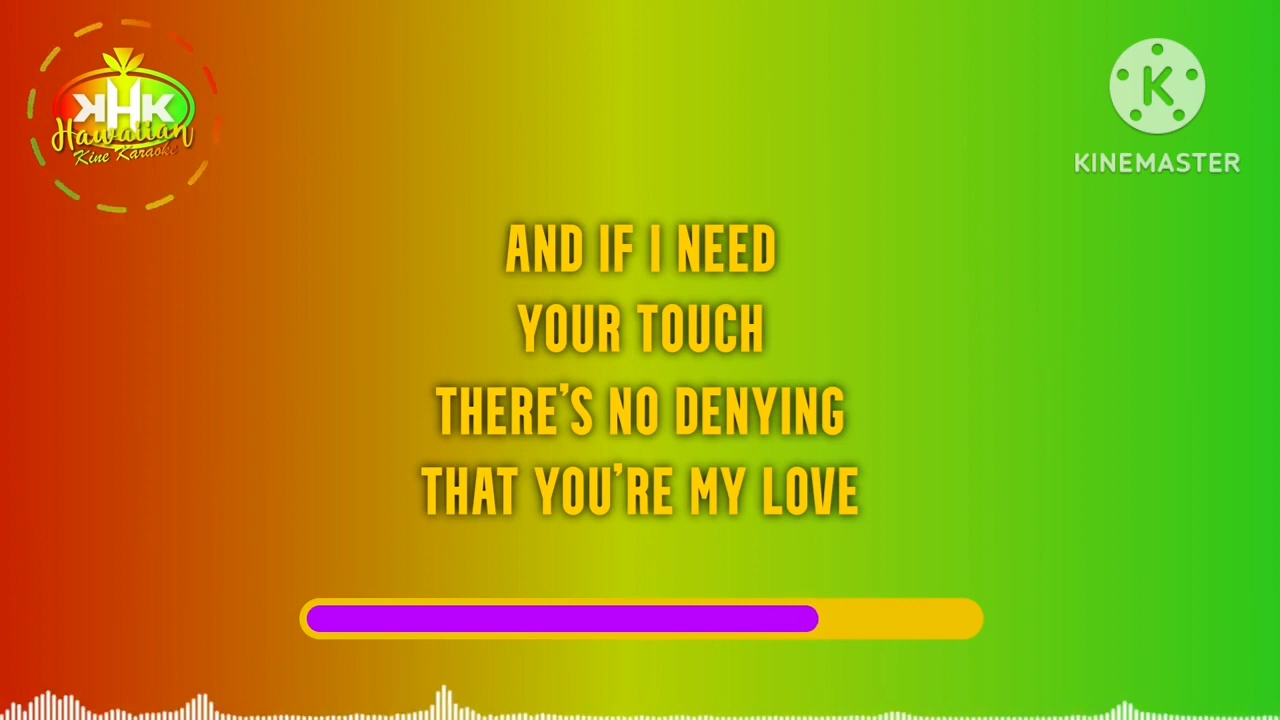 KHK
Hawaiian
Kine Karaoke
K
KINEMASTER
AND IF I NEED
YOUR TOUCH
THERE'S NO DENYING
THAT YOU'RE MY LOVE